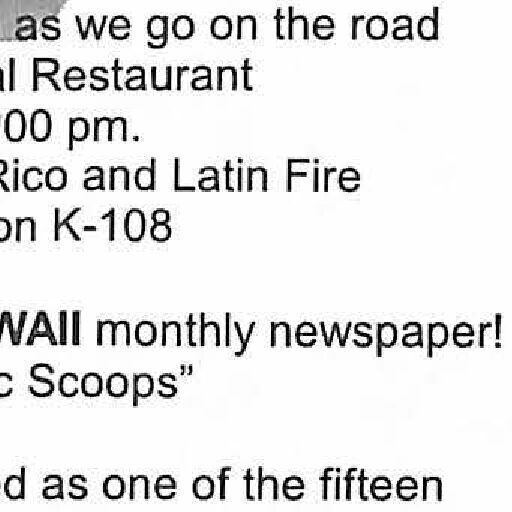 as we go on the road
Restaurant
00 pm.
Rico and Latin Fire
on K-108
WAII monthly newspaper!
Scoops”
as one of the fifteen